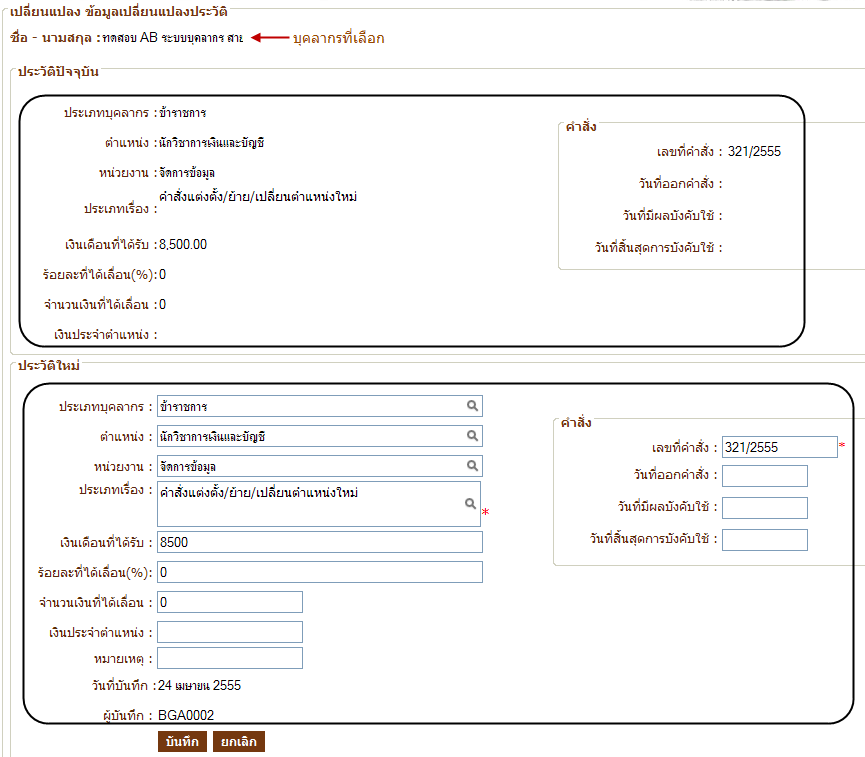 เปลี่ยนแปลง ข้อมูลเปลี่ยนแปลงประวัติ
ชื่อ - นามสกุล :ทดสอบ AB ระบบบุคลากร สาย บุคลากรที่เลือก
ประวัติปัจจุบัน
ประเภทบุคลากร :ข้าราชการ
ตำแหน่ง :นักวิชาการเงินและบัญชี
หน่วยงาน :จัดการข้อมูล
ประเภทเรื่อง : คำสั่งแต่งตั้ง/ย้าย/เปลี่ยนตำแหน่งใหม่
เงินเดือนที่ได้รับ :8,500.00
ร้อยละที่ได้เลื่อน(%):0
จำนวนเงินที่ได้เลื่อน :0
เงินประจำตำแหน่ง :
คำสั่ง
เลขที่คำสั่ง : 321/2555
วันที่ออกคำสั่ง :
วันที่มีผลบังคับใช้ :
วันที่สิ้นสุดการบังคับใช้ :
ประวัติใหม่
ประเภทบุคลากร : ข้าราชการ
ตำแหน่ง : นักวิชาการเงินและบัญชี
หน่วยงาน : จัดการข้อมูล
ประเภทเรื่อง : คำสั่งแต่งตั้ง/ย้าย/เปลี่ยนตำแหน่งใหม่ *
เงินเดือนที่ได้รับ : 8500
ร้อยละที่ได้เลื่อน(%): 0
จำนวนเงินที่ได้เลื่อน : 0
เงินประจำตำแหน่ง :
หมายเหตุ :
วันที่บันทึก :24 เมษายน 2555
ผู้บันทึก : BGA0002
คำสั่ง
เลขที่คำสั่ง : 321/2555 *
วันที่ออกคำสั่ง :
วันที่มีผลบังคับใช้ :
วันที่สิ้นสุดการบังคับใช้ :
บันทึก ยกเลิก